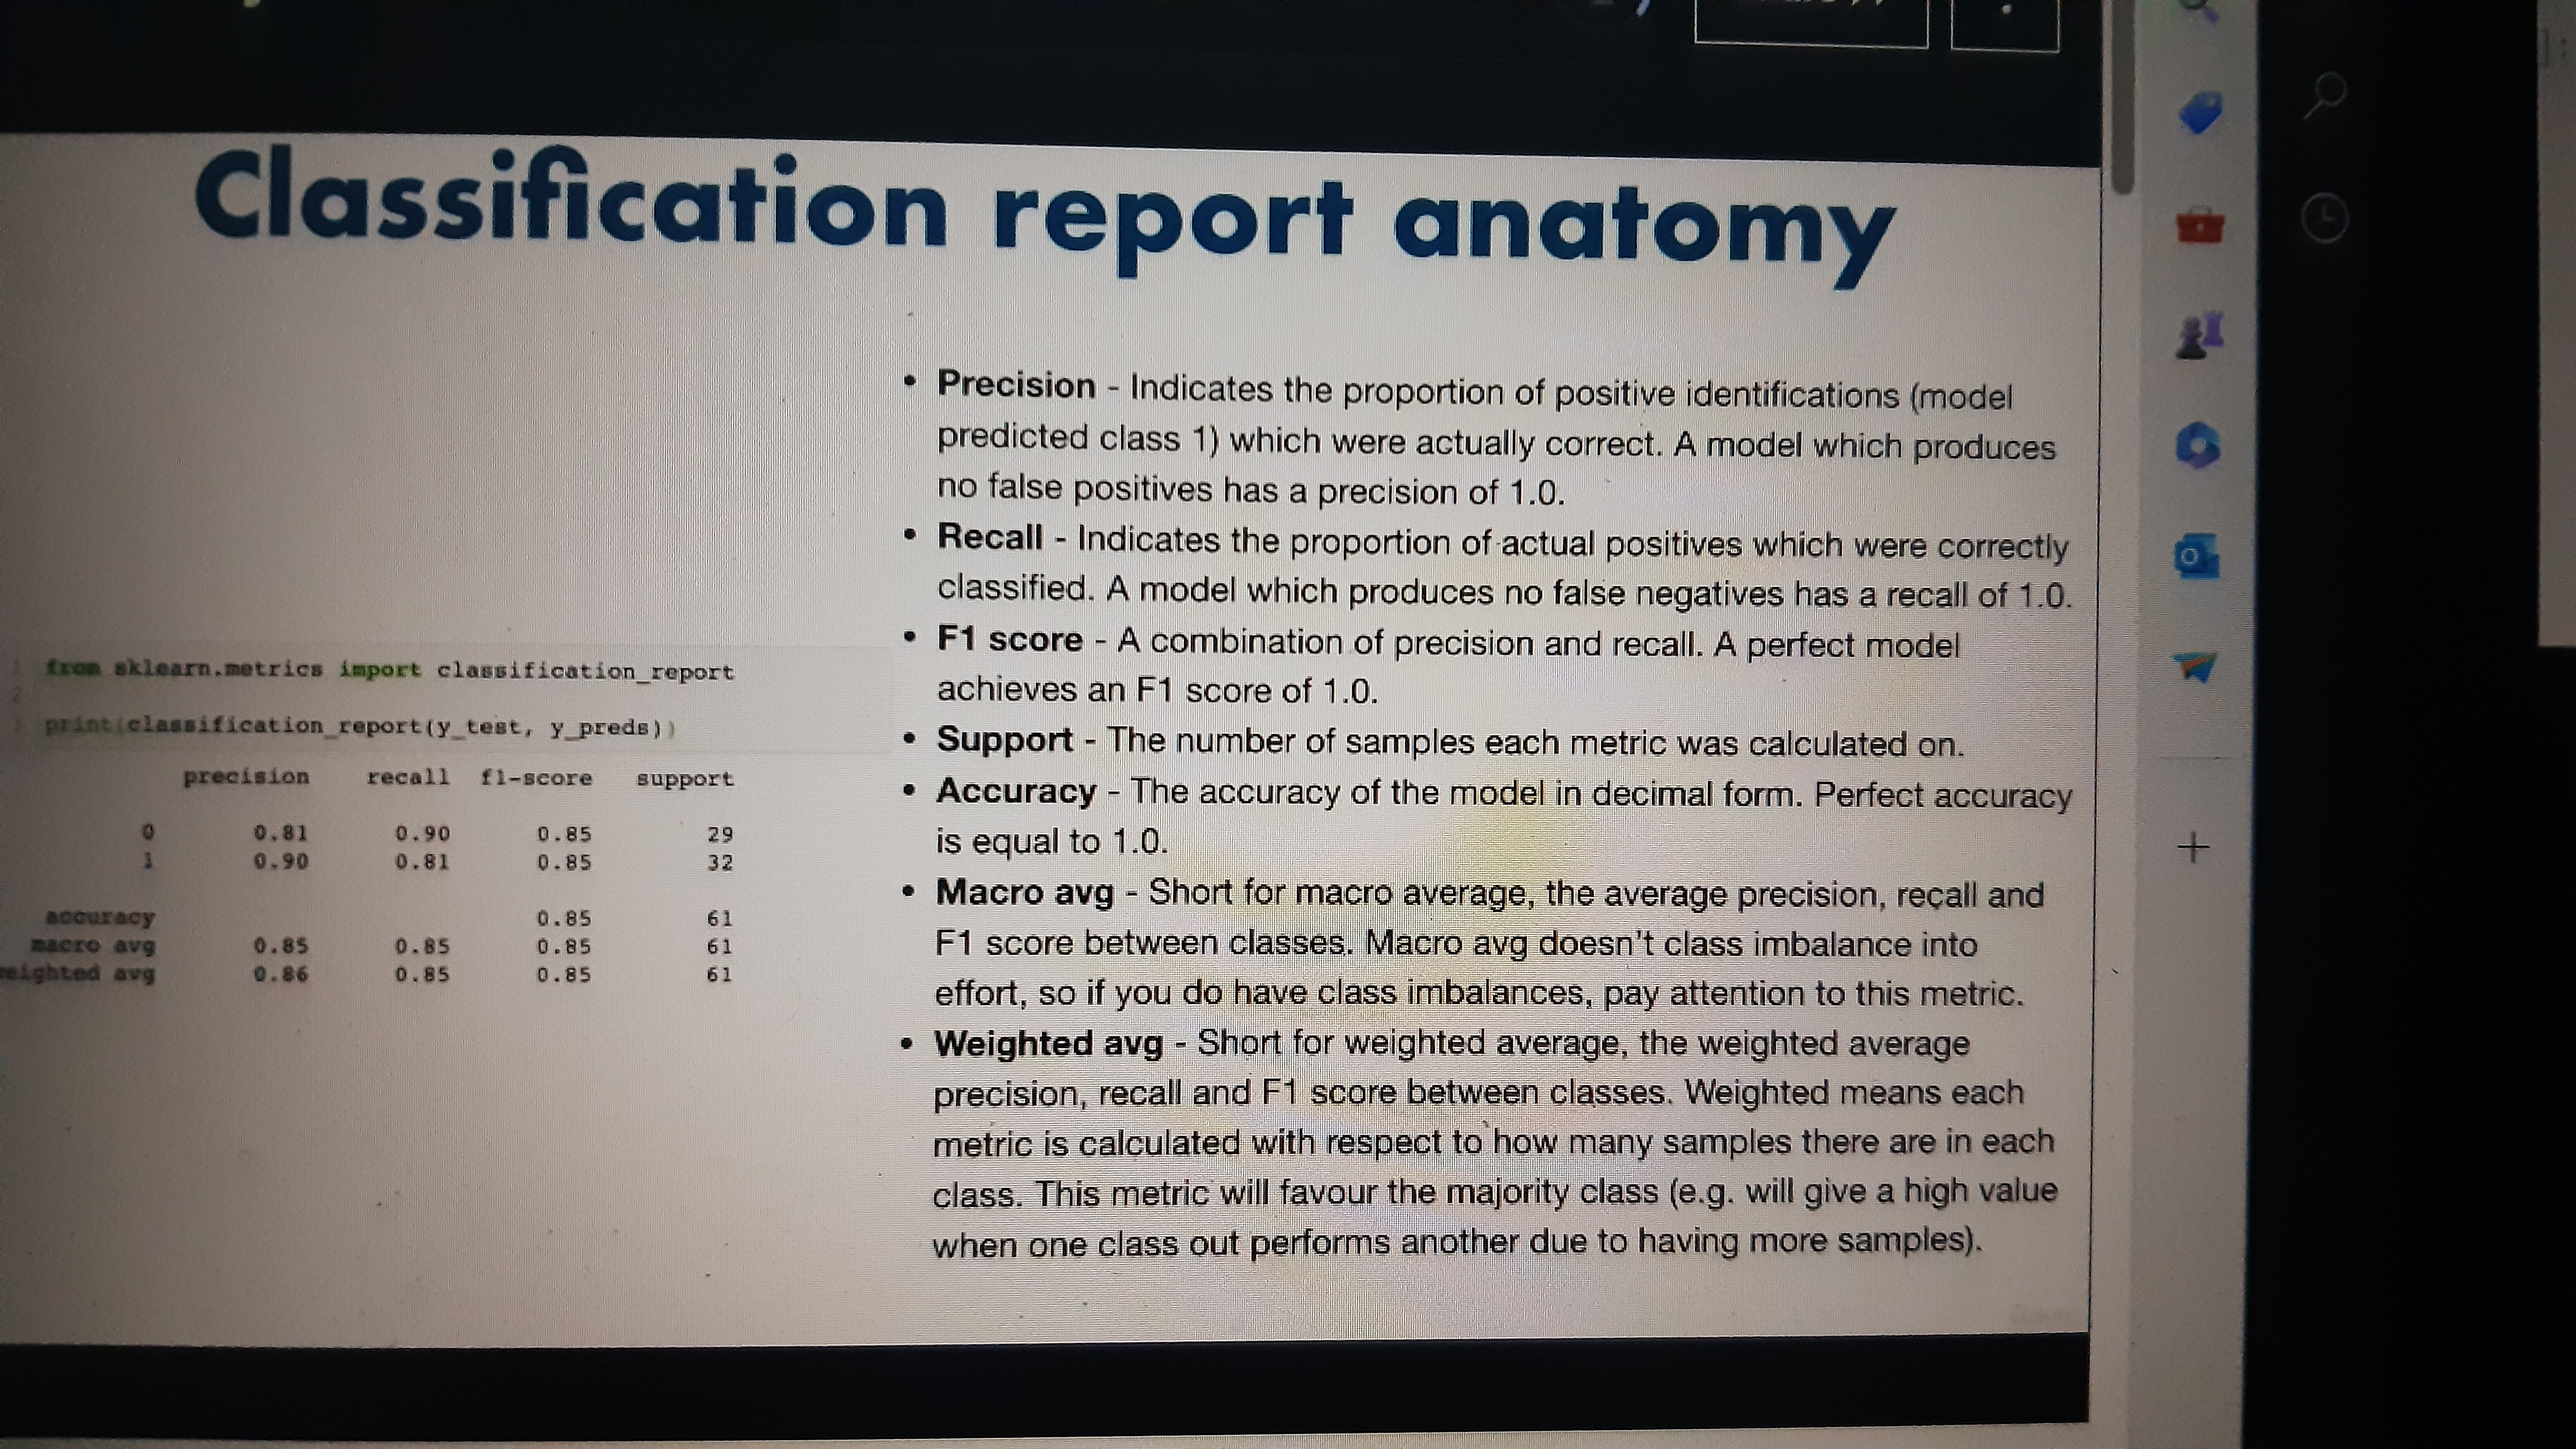 Classification report anatomy
• Precision - Indicates the proportion of positive identifications (model
predicted class 1) which were actually correct. A model which produces
no false positives has a precision of 1.0.
• Recall - Indicates the proportion of actual positives which were correctly
classified. A model which produces no false negatives has a recall of 1.0.
• F1 score - A combination of precision and recall. A perfect model
achieves an F1 score of 1.0.
• Support - The number of samples each metric was calculated on.
• Accuracy - The accuracy of the model in decimal form. Perfect accuracy
is equal to 1.0.
• Macro avg - Short for macro average, the average precision, recall and
F1 score between classes. Macro avg doesn't class imbalance into
effort, so if you do have class imbalances, pay attention to this metric.
• Weighted avg - Short for weighted average, the weighted average
precision, recall and F1 score between classes. Weighted means each
metric is calculated with respect to how many samples there are in each
class. This metric will favour the majority class (e.g. will give a high value
when one class out performs another due to having more samples).
1 from sklearn.metrics import classification_report
2
3 print(classification_report(y_test, y_preds))
precision recall f1-score support
0 0.81 0.90 0.85 29
1 0.90 0.81 0.85 32
accuracy 0.85 61
macro avg 0.85 0.85 0.85 61
weighted avg 0.86 0.85 0.85 61